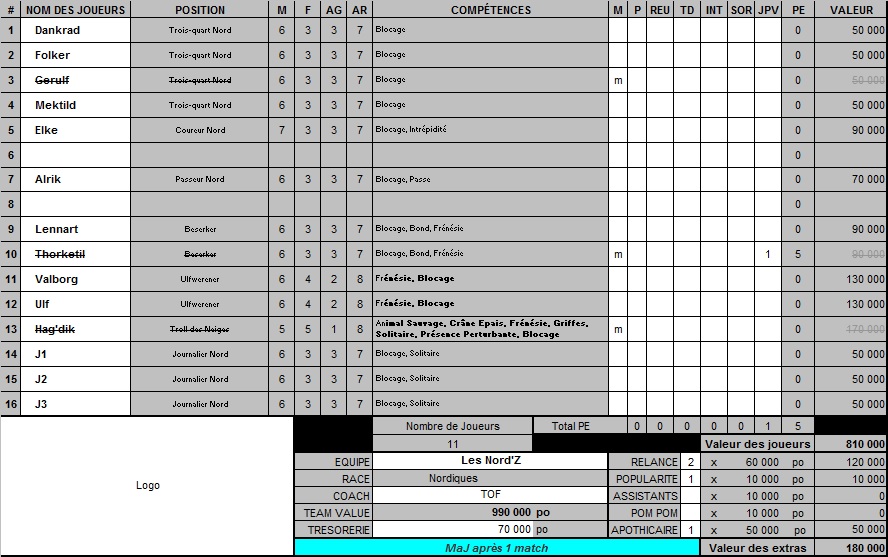 # NOM DES JOUEURS POSITION M F AG AR COMPÉTENCES M P REU TD INT SOR JPV PE VALEUR
1 Dankrad Trois-quart Nord 6 3 3 7 Blocage 0 50 000
2 Folker Trois-quart Nord 6 3 3 7 Blocage 0 50 000
3 Gerulf Trois-quart Nord 6 3 3 7 Blocage m 0 50 000
4 Mektild Trois-quart Nord 6 3 3 7 Blocage 0 50 000
5 Elke Coureur Nord 7 3 3 7 Blocage, Intrépidité 0 90 000
6 0
7 Alrik Passeur Nord 6 3 3 7 Blocage, Passe 0 70 000
8 0
9 Lennart Beserker 6 3 3 7 Blocage, Bond, Frénésie 0 90 000
10 Thorketil Beserker 6 3 3 7 Blocage, Bond, Frénésie m 1 5 90 000
11 Valborg Ulfwerener 6 4 2 8 Frénésie, Blocage 0 130 000
12 Ulf Ulfwerener 6 4 2 8 Frénésie, Blocage 0 130 000
13 Hag'dik Troll des Neiges 5 5 1 8 Animal Sauvage, Crâne Epais, Frénésie, Griffes, m 0 170 000
Solitaire, Présence Perturbante, Blocage
14 J1 Journalier Nord 6 3 3 7 Blocage, Solitaire 0 50 000
15 J2 Journalier Nord 6 3 3 7 Blocage, Solitaire 0 50 000
16 J3 Journalier Nord 6 3 3 7 Blocage, Solitaire 0 50 000
Nombre de Joueurs Total PE 0 0 0 0 0 1 5
11 Valeur des joueurs 810 000
EQUIPE Les Nord'Z RELANCE 2 x 60 000 po 120 000
RACE Nordiques POPULARITE 1 x 10 000 po 10 000
Logo
COACH TOF ASSISTANTS x 10 000 po 0
TEAM VALUE 990 000 po POM POM x 10 000 po 0
TRESORERIE 70 000 po APOTHICAIRE 1 x 50 000 po 50 000
MaJ après 1 match Valeur des extras 180 000